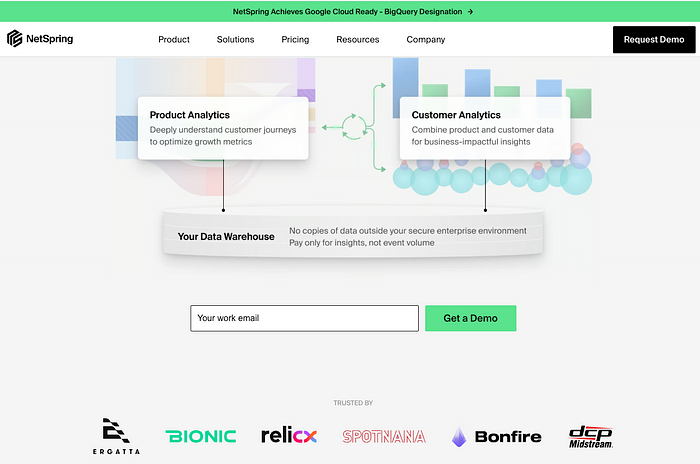 NetSpring Achieves Google Cloud Ready - BigQuery Designation →
NetSpring
Product
Solutions
Pricing
Resources
Company
Request Demo
Product Analytics
Deeply understand customer journeys
to optimize growth metrics
Customer Analytics
Combine product and customer data
for business-impactful insights
Your Data Warehouse
No copies of data outside your secure enterprise environment
Pay only for insights, not event volume
Your work email
Get a Demo
TRUSTED BY
ERGATTA
BIONIC
relicx
SPOTNANA
Bonfire
dcp
Midstream